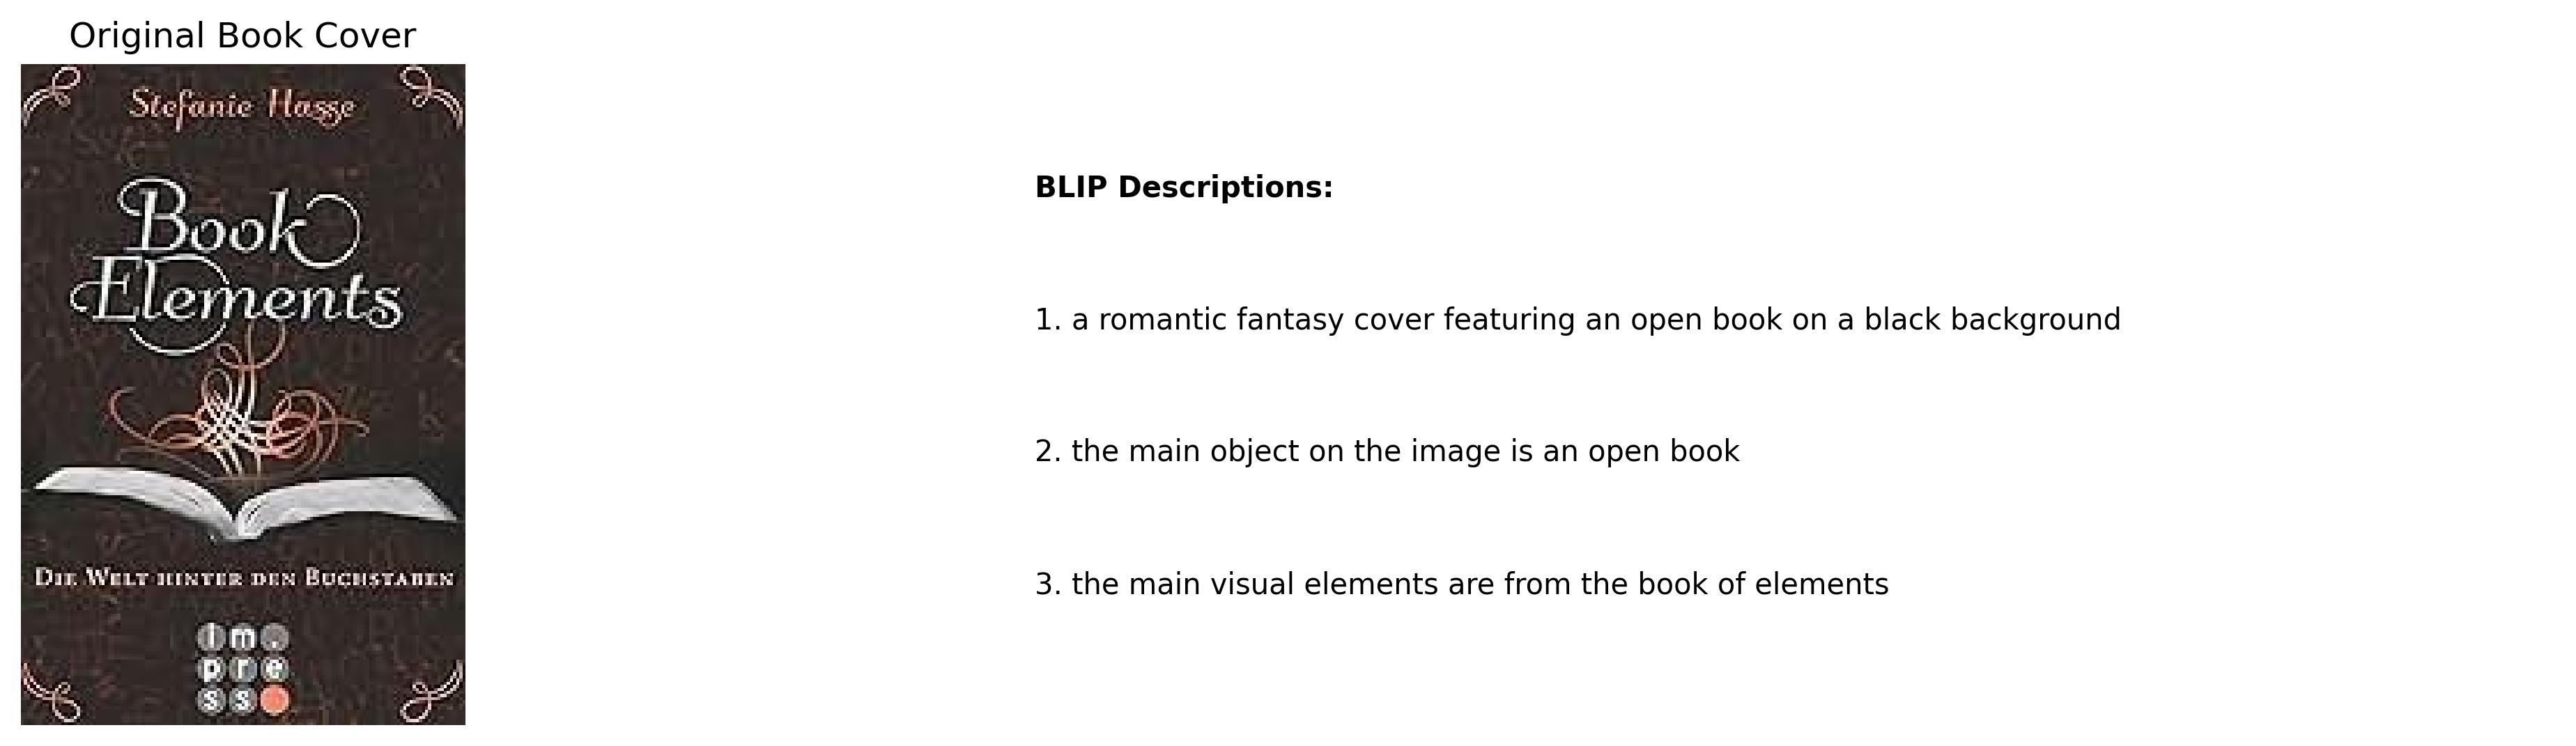 Original Book Cover
Stefanie Hasse
Book
Elements
DIE WELT HINTER DEN BUCHSTABEN
im.
pre
ss
BLIP Descriptions:
1. a romantic fantasy cover featuring an open book on a black background
2. the main object on the image is an open book
3. the main visual elements are from the book of elements